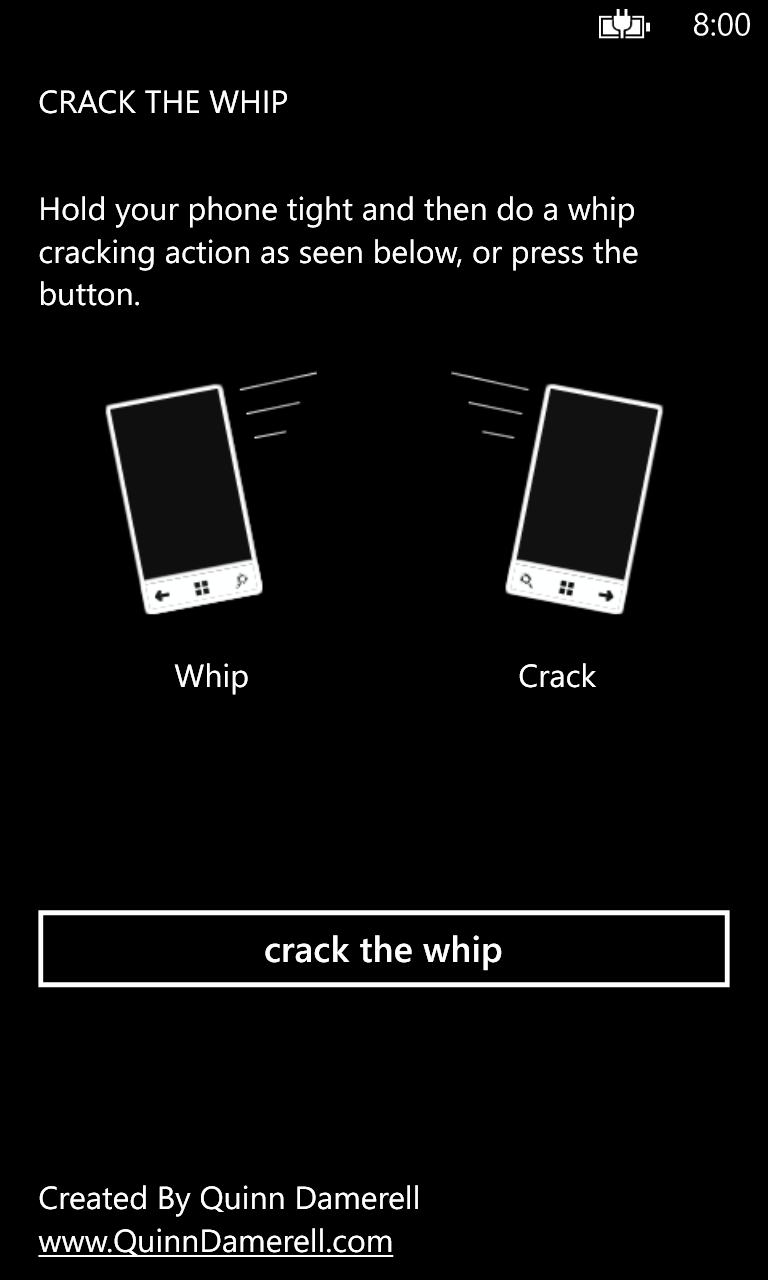 8:00
CRACK THE WHIP
Hold your phone tight and then do a whip
cracking action as seen below, or press the
button.
Whip
Crack
crack the whip
Created By Quinn Damerell
www.QuinnDamerell.com